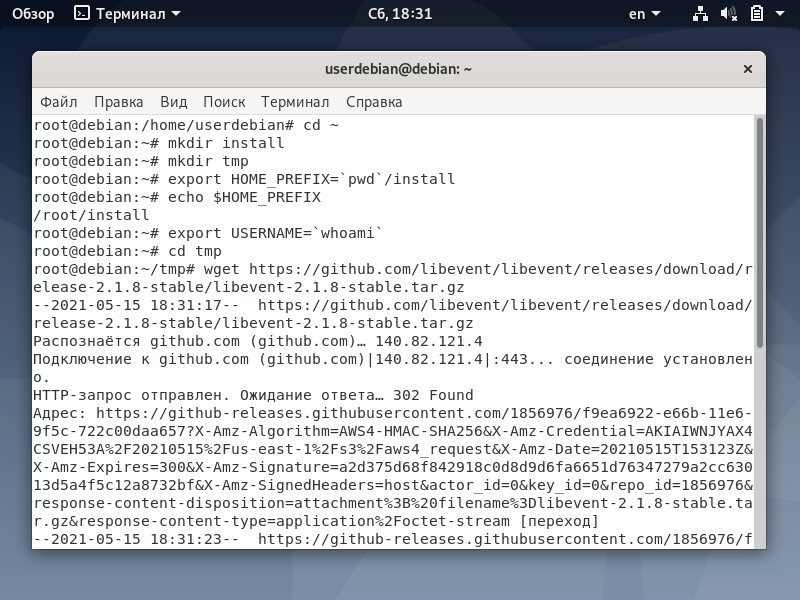 Обзор Терминал Сб, 18:31 en
userdebian@debian: ~ ×
Файл Правка Вид Поиск Терминал Справка
root@debian:/home/userdebian# cd ~
root@debian:~# mkdir install
root@debian:~# mkdir tmp
root@debian:~# export HOME_PREFIX=`pwd`/install
root@debian:~# echo $HOME_PREFIX
/root/install
root@debian:~# export USERNAME=`whoami`
root@debian:~# cd tmp
root@debian:~/tmp# wget https://github.com/libevent/libevent/releases/download/r
elease-2.1.8-stable/libevent-2.1.8-stable.tar.gz
--2021-05-15 18:31:17--  https://github.com/libevent/libevent/releases/download/
release-2.1.8-stable/libevent-2.1.8-stable.tar.gz
Распознаётся github.com (github.com)… 140.82.121.4
Подключение к github.com (github.com)|140.82.121.4|:443... соединение установлен
о.
HTTP-запрос отправлен. Ожидание ответа… 302 Found
Адрес: https://github-releases.githubusercontent.com/1856976/f9ea6922-e66b-11e6-
9f5c-722c00daa657?X-Amz-Algorithm=AWS4-HMAC-SHA256&X-Amz-Credential=AKIAIWNJYAX4
CSVEH53A%2F20210515%2Fus-east-1%2Fs3%2Faws4_request&X-Amz-Date=20210515T153123Z&
X-Amz-Expires=300&X-Amz-Signature=a2d375d68f842918c0d8d9d6fa6651d76347279a2cc630
13d5a4f5c12a8732bf&X-Amz-SignedHeaders=host&actor_id=0&key_id=0&repo_id=1856976&
response-content-disposition=attachment%3B%20filename%3Dlibevent-2.1.8-stable.ta
r.gz&response-content-type=application%2Foctet-stream [переход]
--2021-05-15 18:31:23--  https://github-releases.githubusercontent.com/1856976/f